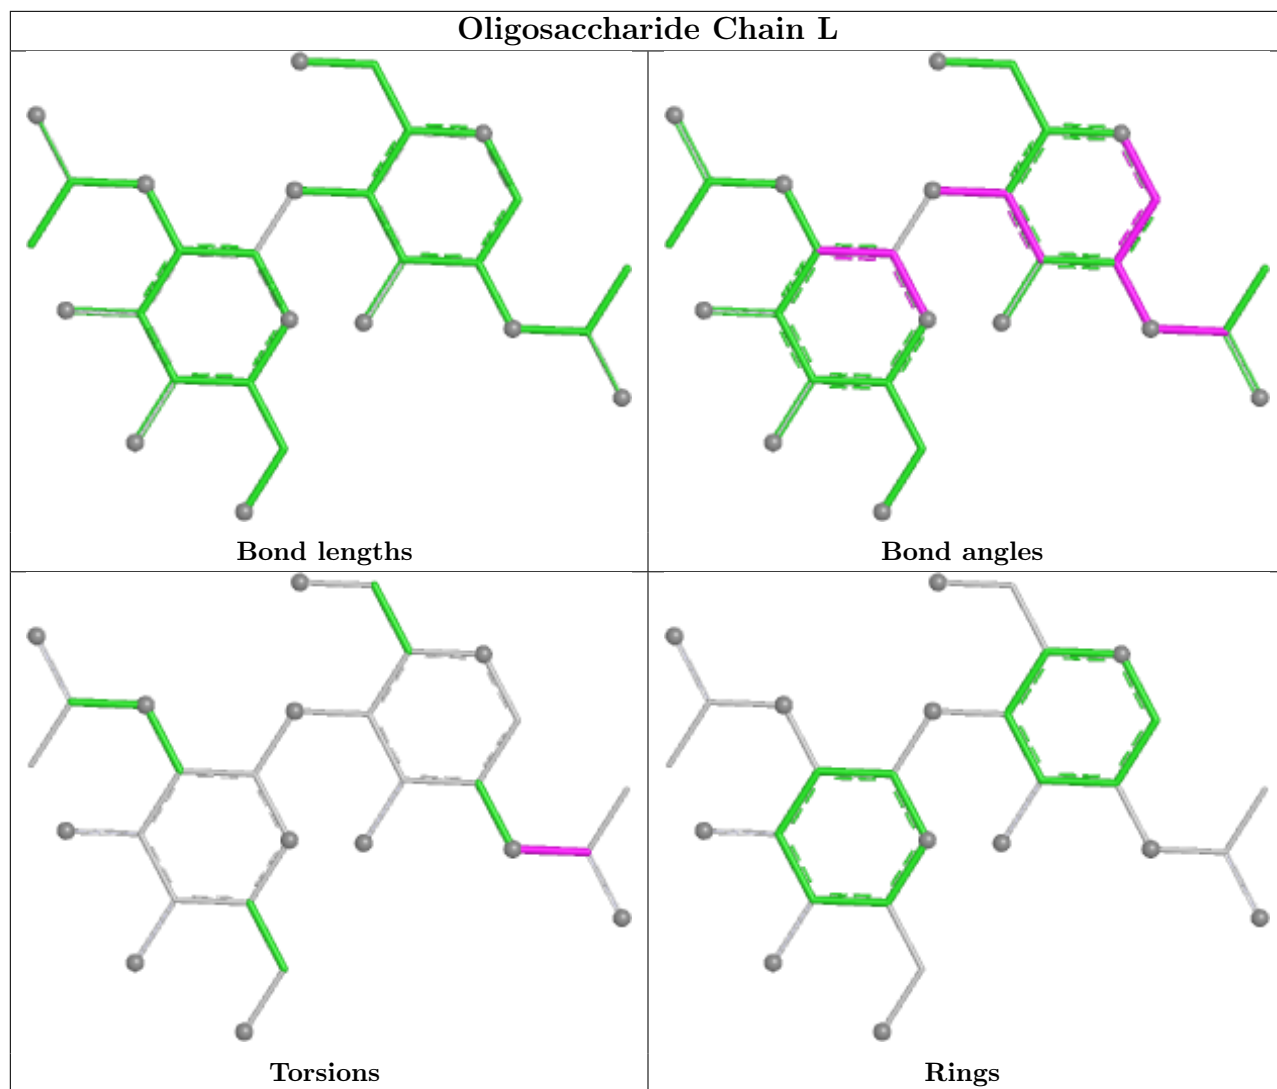 Oligosaccharide Chain L
Bond lengths
Bond angles
Torsions
Rings